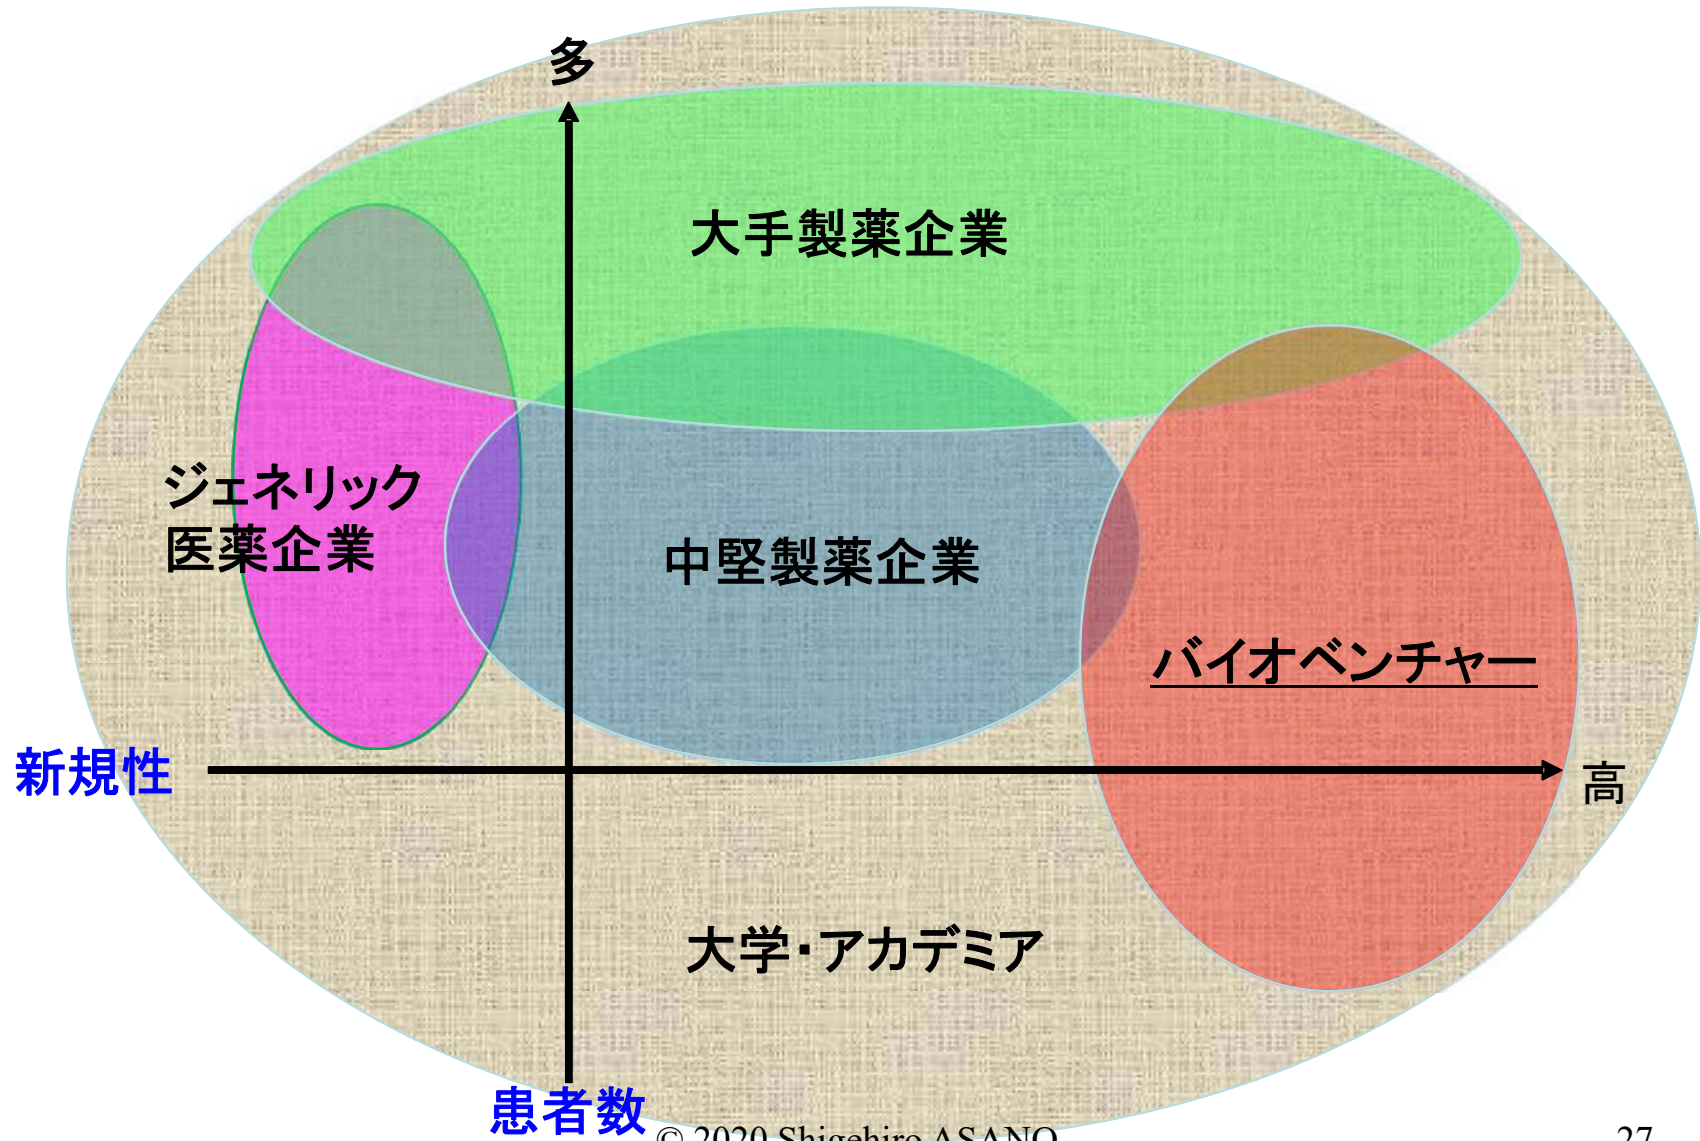 多
大手製薬企業
ジェネリック
医薬企業
中堅製薬企業
バイオベンチャー
新規性
高
大学・アカデミア
患者数
© 2020 Shigehiro ASANO
27